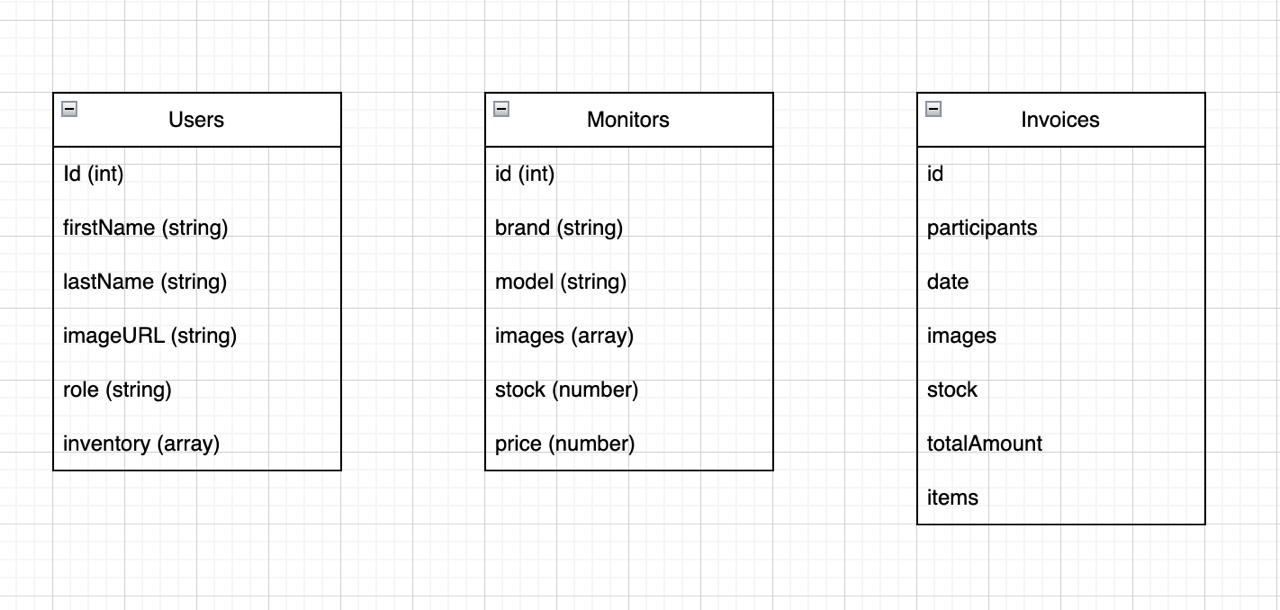 Users
Id (int)
firstName (string)
lastName (string)
imageURL (string)
role (string)
inventory (array)
Monitors
id (int)
brand (string)
model (string)
images (array)
stock (number)
price (number)
Invoices
id
participants
date
images
stock
totalAmount
items